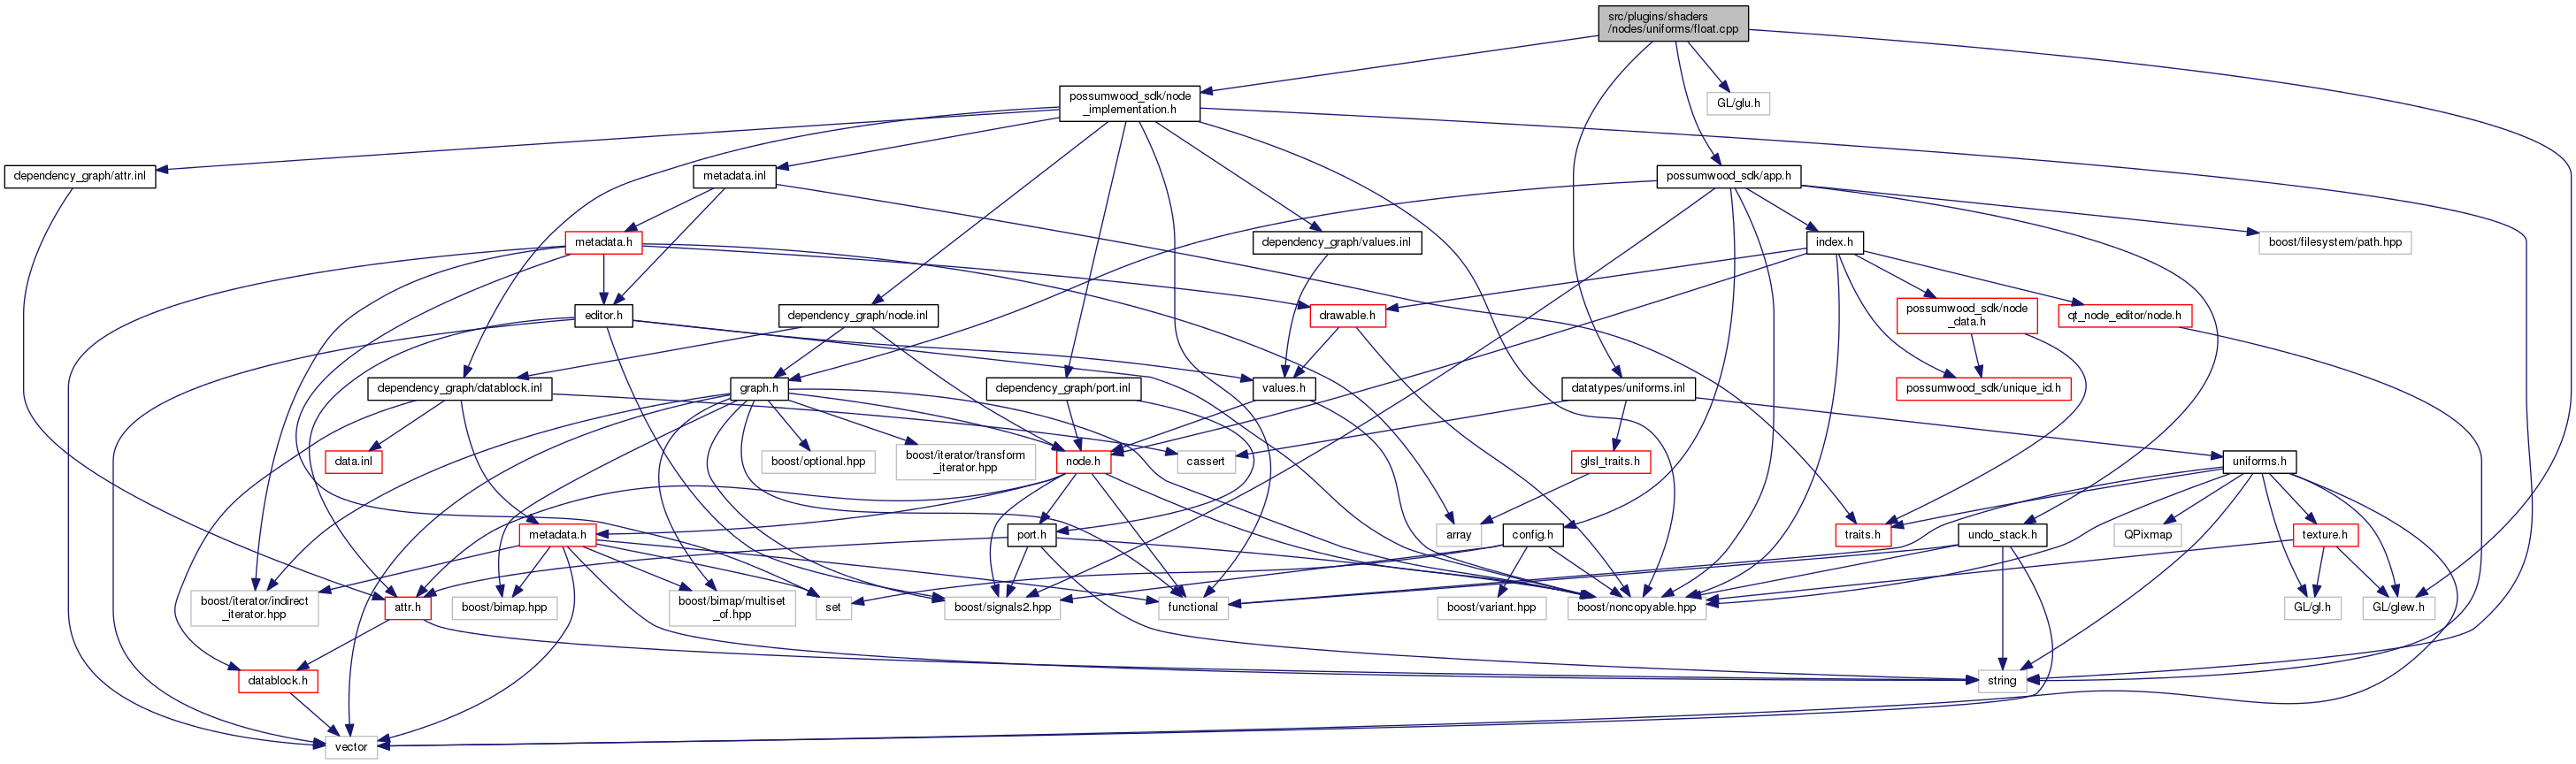 src/plugins/shaders
/nodes/uniforms/float.cpp
possumwood_sdk/node
_implementation.h
GL/glu.h
dependency_graph/attr.inl
metadata.inl
possumwood_sdk/app.h
metadata.h
dependency_graph/values.inl
index.h
boost/filesystem/path.hpp
editor.h
dependency_graph/node.inl
drawable.h
possumwood_sdk/node
_data.h
qt_node_editor/node.h
dependency_graph/datablock.inl
graph.h
dependency_graph/port.inl
values.h
datatypes/uniforms.inl
possumwood_sdk/unique_id.h
data.inl
boost/optional.hpp
boost/iterator/transform
_iterator.hpp
node.h
cassert
glsl_traits.h
uniforms.h
metadata.h
port.h
array
config.h
traits.h
QPixmap
undo_stack.h
texture.h
boost/iterator/indirect
_iterator.hpp
attr.h
boost/bimap.hpp
boost/bimap/multiset
_of.hpp
set
boost/signals2.hpp
functional
boost/variant.hpp
boost/noncopyable.hpp
GL/gl.h
GL/glew.h
datablock.h
string
vector